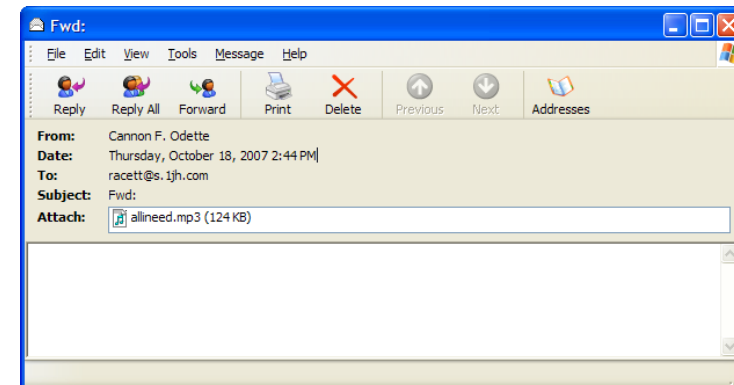 Fwd:
File Edit View Tools Message Help
Reply Reply All Forward Print Delete Previous Next Addresses
From: Cannon F. Odette
Date: Thursday, October 18, 2007 2:44 PM
To: racett@s.1jh.com
Subject: Fwd:
Attach: allineed.mp3 (124 KB)